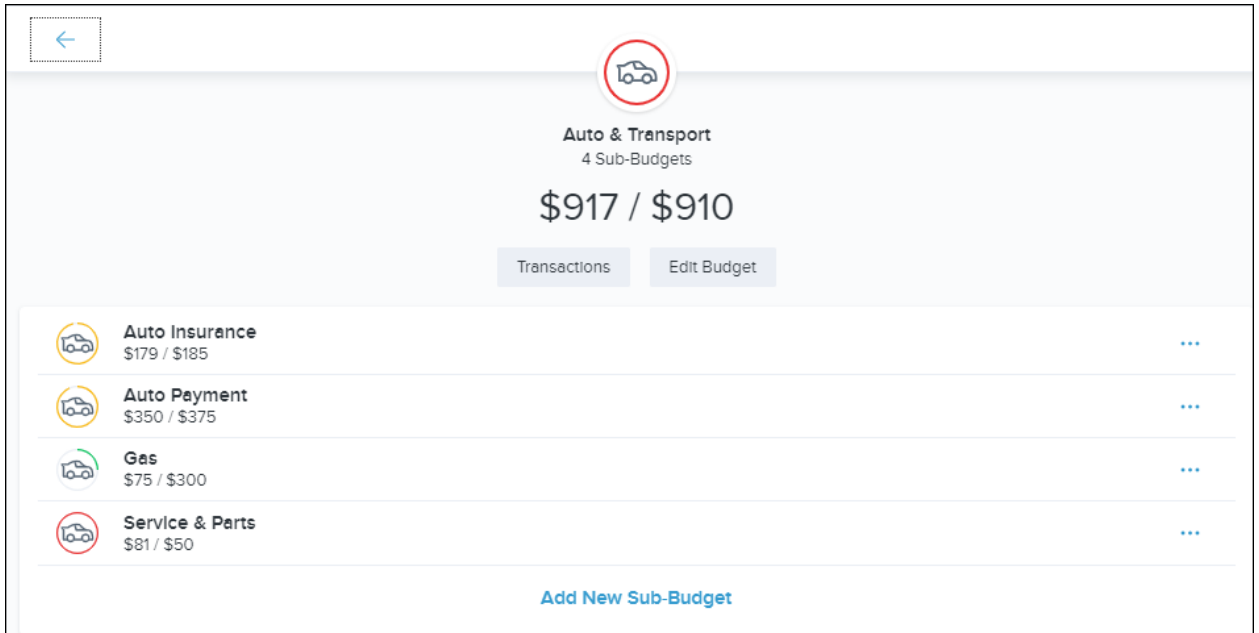 Auto & Transport
4 Sub-Budgets
$917 / $910
Transactions
Edit Budget
Auto Insurance
$179 / $185
Auto Payment
$350 / $375
Gas
$75 / $300
Service & Parts
$81 / $50
Add New Sub-Budget